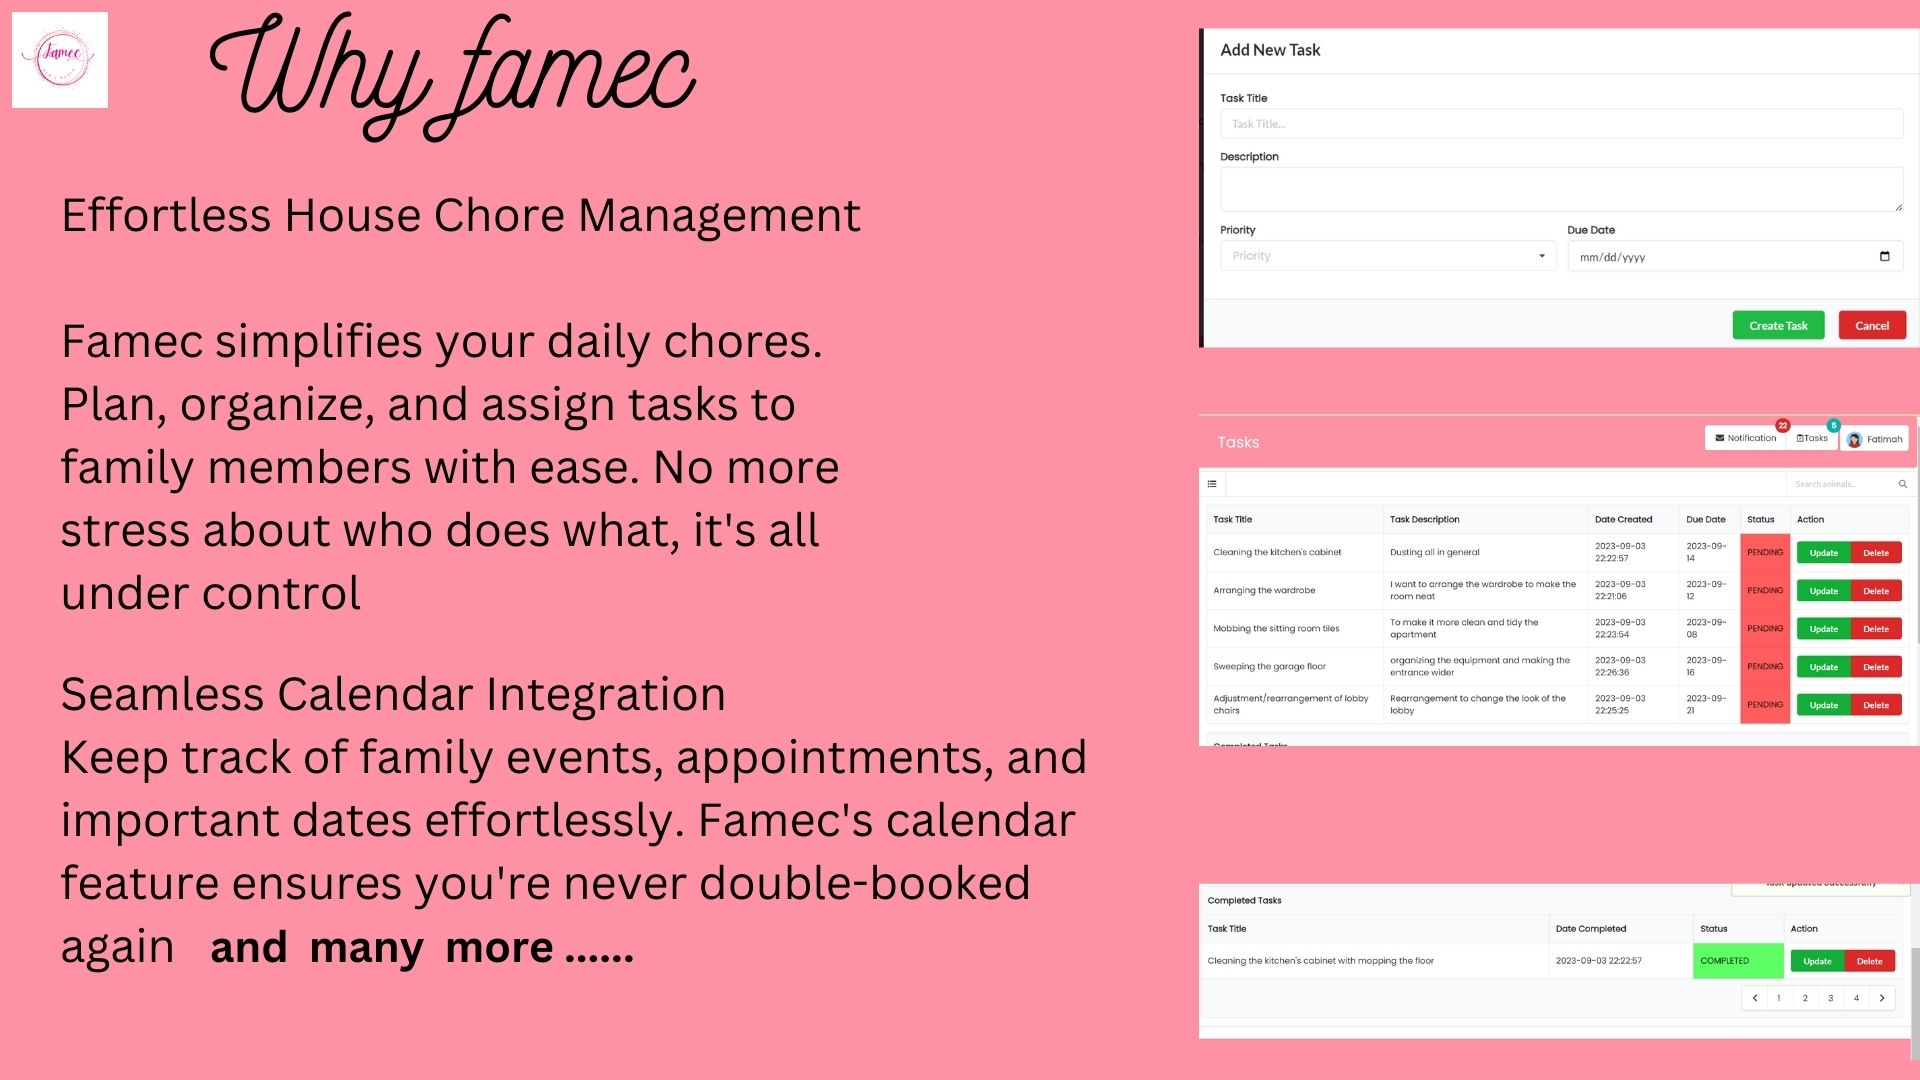 famec
Why famec
Effortless House Chore Management
Famec simplifies your daily chores.
Plan, organize, and assign tasks to
family members with ease. No more
stress about who does what, it's all
under control
Seamless Calendar Integration
Keep track of family events, appointments, and
important dates effortlessly. Famec's calendar
feature ensures you're never double-booked
again and many more ......
Add New Task
Task Title
Task Title...
Description
Priority Due Date
Priority mm/dd/yyyy
Create Task Cancel
Tasks Notification 22 Tasks 5 Fatimah
Search animals...
Task Title Task Description Date Created Due Date Status Action
Cleaning the kitchen's cabinet Dusting all in general 2023-09-03 22:22:57 2023-09-14 PENDING Update Delete
Arranging the wardrobe I want to arrange the wardrobe to make the room neat 2023-09-03 22:21:06 2023-09-12 PENDING Update Delete
Mobbing the sitting room tiles To make it more clean and tidy the apartment 2023-09-03 22:23:54 2023-09-08 PENDING Update Delete
Sweeping the garage floor organizing the equipment and making the entrance wider 2023-09-03 22:26:36 2023-09-16 PENDING Update Delete
Adjustment/rearrangement of lobby chairs Rearrangement to change the look of the lobby 2023-09-03 22:25:25 2023-09-21 PENDING Update Delete
Completed Tasks
Task updated successfully
Completed Tasks
Task Title Date Completed Status Action
Cleaning the kitchen's cabinet with mopping the floor 2023-09-03 22:22:57 COMPLETED Update Delete
1 2 3 4